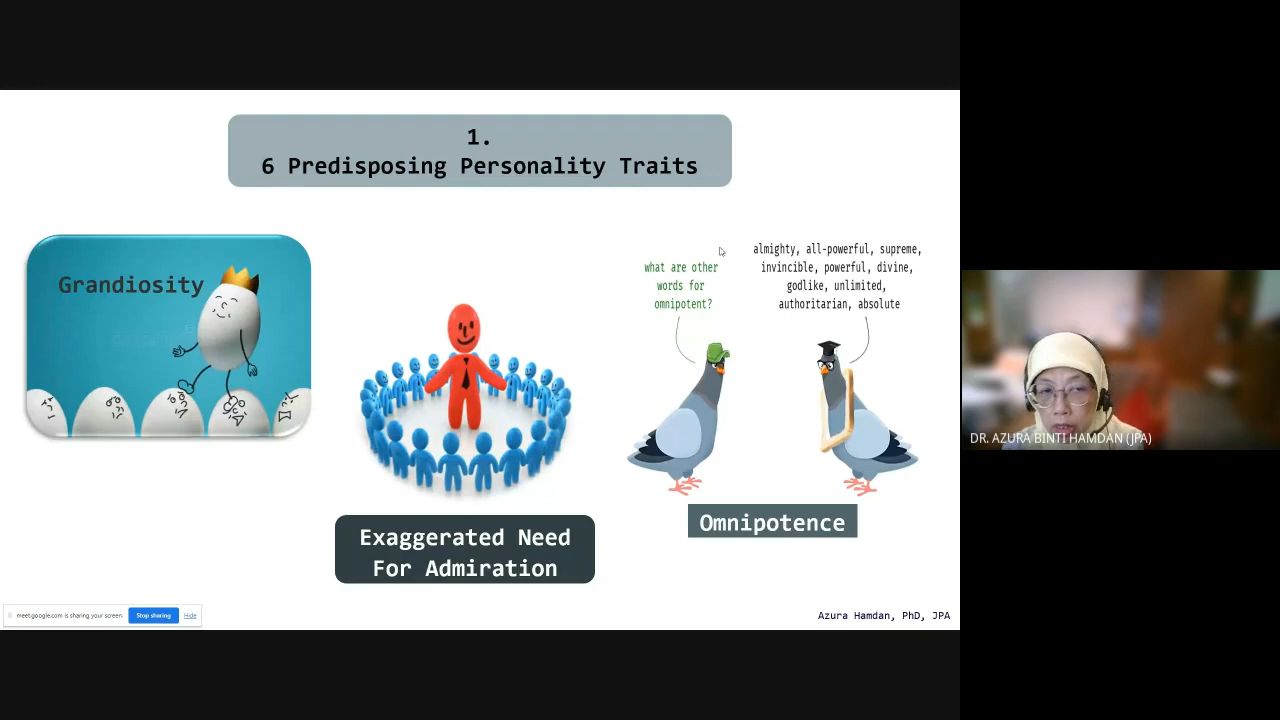 1.
6 Predisposing Personality Traits
Grandiosity
what are other
words for
omnipotent?
almighty, all-powerful, supreme,
invincible, powerful, divine,
godlike, unlimited,
authoritarian, absolute
Exaggerated Need
For Admiration
Omnipotence
meet.google.com is sharing your screen.
Stop sharing
Hide
Azura Hamdan, PhD, JPA
DR. AZURA BINTI HAMDAN (JPA)